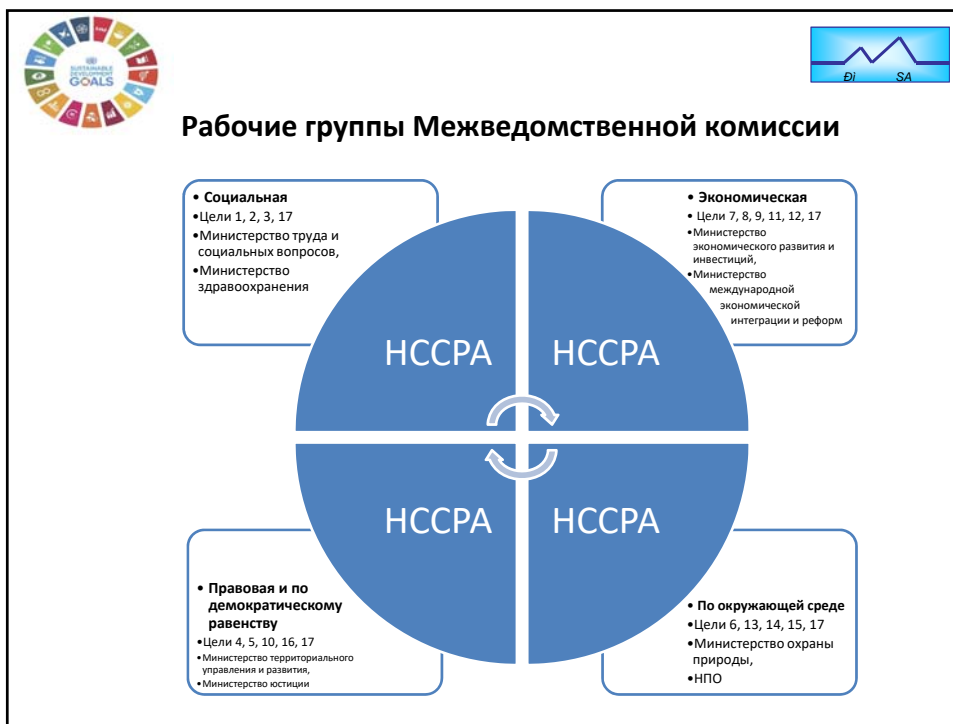 SUSTAINABLE
DEVELOPMENT
GOALS
Ði SA
Рабочие группы Межведомственной комиссии
• Социальная
•Цели 1, 2, 3, 17
•Министерство труда и
социальных вопросов,
•Министерство
здравоохранения
• Экономическая
• Цели 7, 8, 9, 11, 12, 17
•Министерство
экономического развития и
инвестиций,
•Министерство
международной
экономической
интеграции и реформ
НССРА
НССРА
НССРА
НССРА
• Правовая и по
демократическому
равенству
•Цели 4, 5, 10, 16, 17
•Министерство территориального
управления и развития,
•Министерство юстиции
• По окружающей среде
•Цели 6, 13, 14, 15, 17
•Министерство охраны
природы,
•НПО